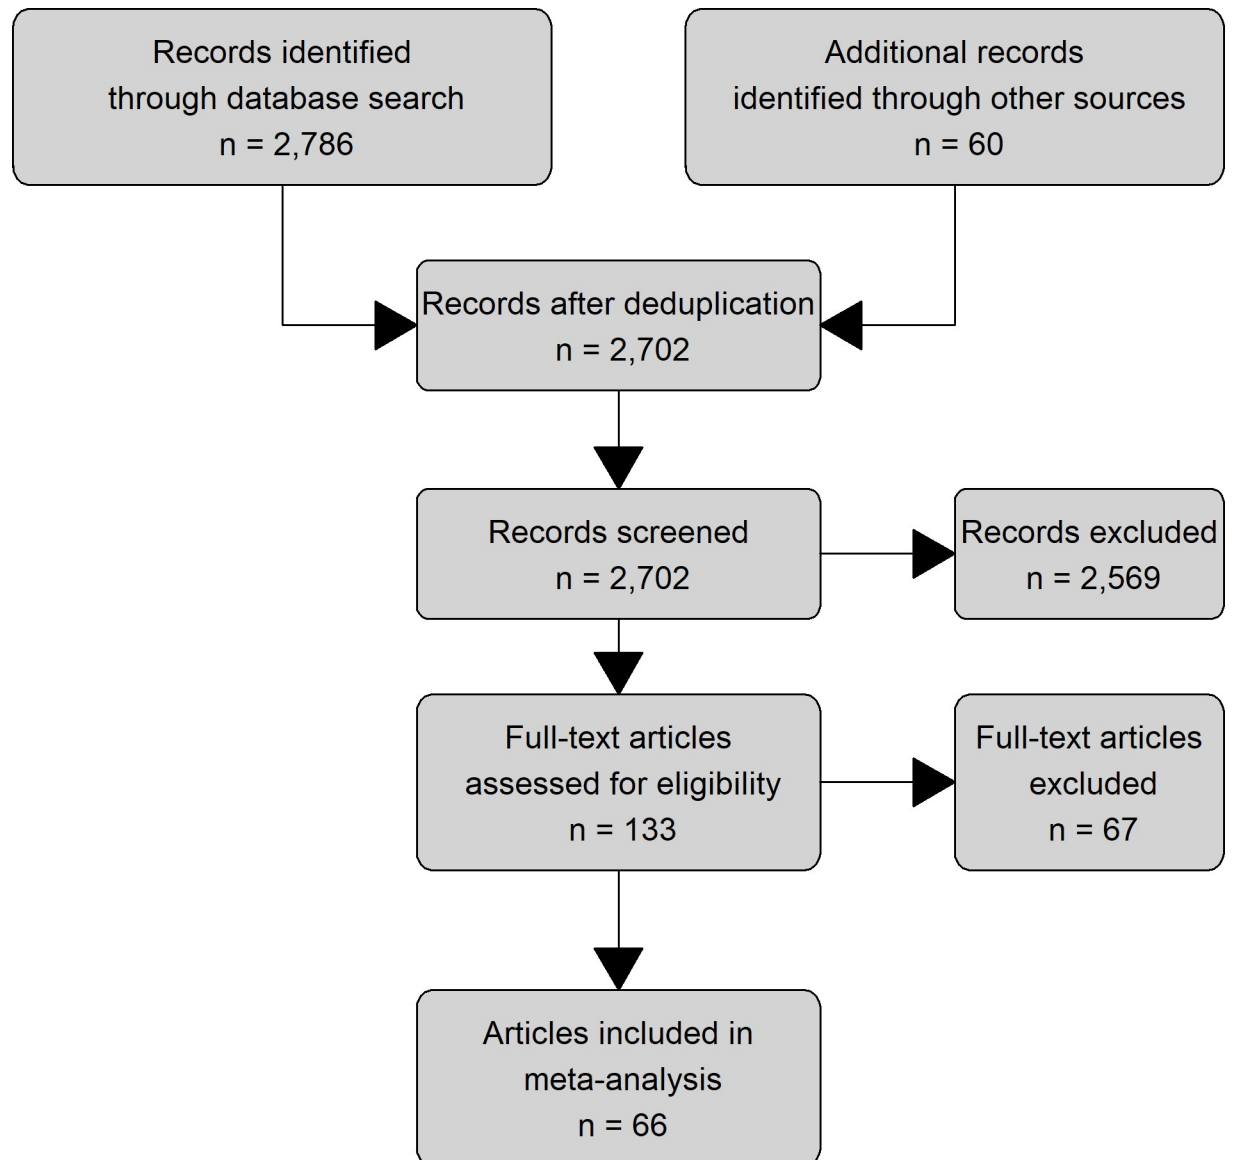 Records identified
through database search
n = 2,786
Additional records
identified through other sources
n = 60
Records after deduplication
n = 2,702
Records screened
n = 2,702
Records excluded
n = 2,569
Full-text articles
assessed for eligibility
n = 133
Full-text articles
excluded
n = 67
Articles included in
meta-analysis
n = 66